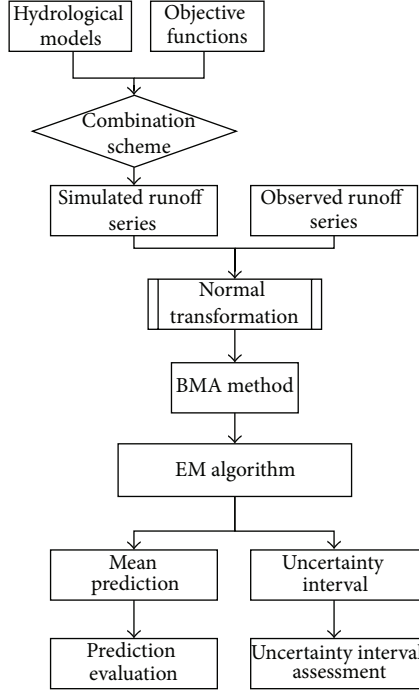 Hydrological
models
Objective
functions
Combination
scheme
Simulated runoff
series
Observed runoff
series
Normal
transformation
BMA method
EM algorithm
Mean
prediction
Uncertainty
interval
Prediction
evaluation
Uncertainty interval
assessment